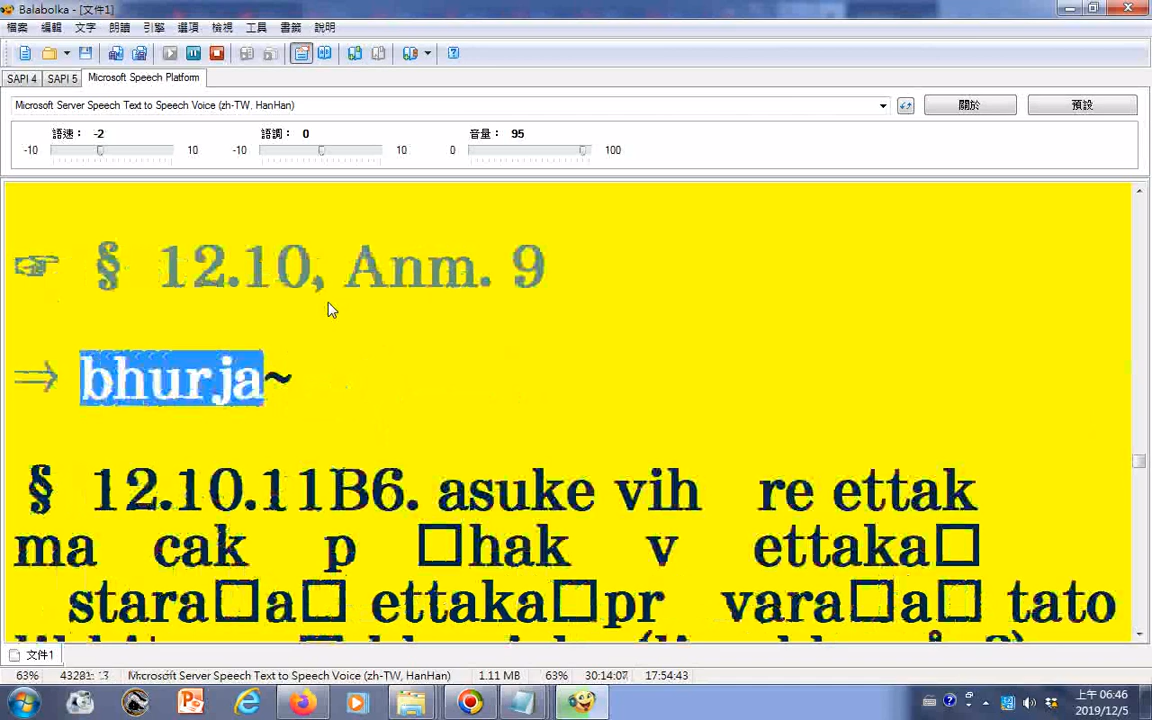 Balabolka - [文件1]
檔案 編輯 文字 朗讀 引擎 選項 檢視 工具 書籤 說明
SAPI 4 SAPI 5 Microsoft Speech Platform
Microsoft Server Speech Text to Speech Voice (zh-TW, HanHan) 關於 預設
語速： -2 語調： 0 音量： 95
-10 10 -10 10 0 100
☞ § 12.10, Anm. 9
⇒ bhurja~
§ 12.10.11B6. asuke vih re ettak
ma cak p □hak v ettaka□
stara□a□ ettaka□pr vara□a□ tato
文件1
63% 43281: 13 Microsoft Server Speech Text to Speech Voice (zh-TW, HanHan) 1.11 MB 63% 30:14:07 17:54:43
上午 06:46
2019/12/5